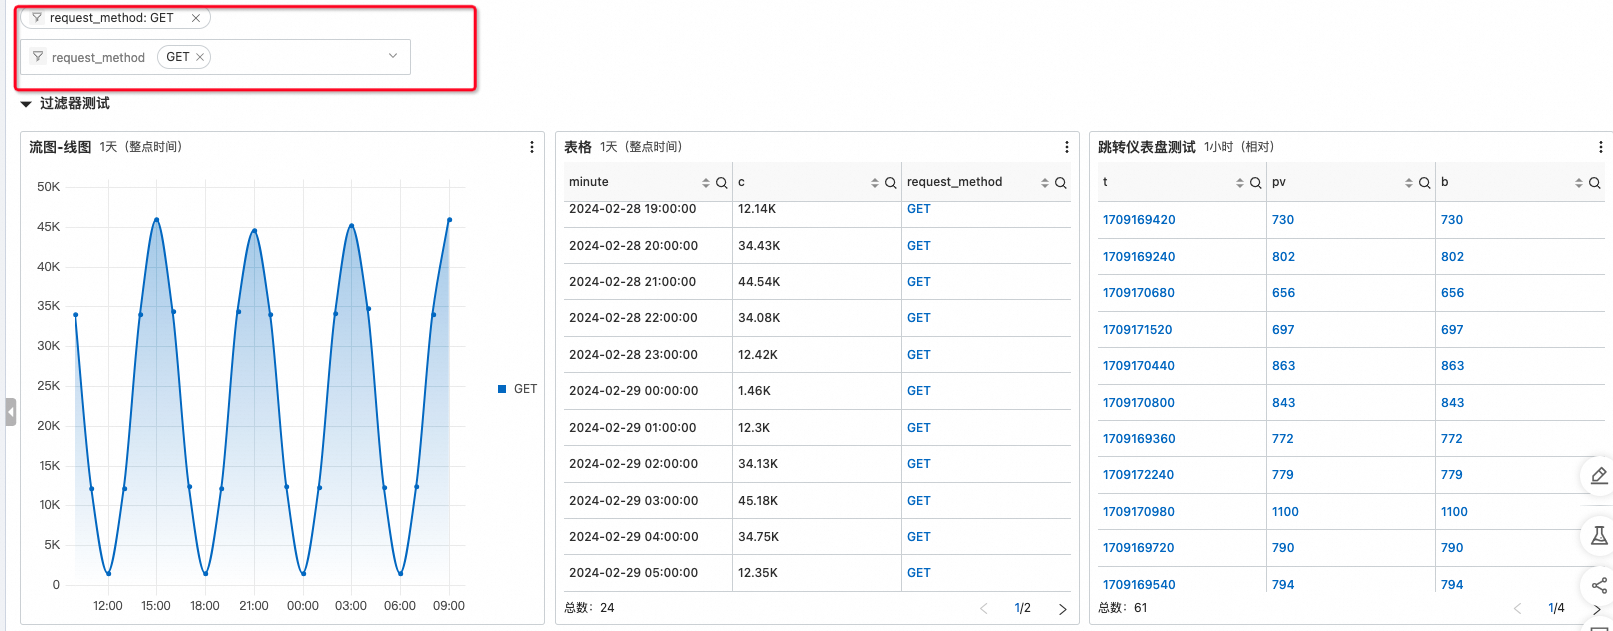 request_method: GET
request_method GET
过滤器测试
流图-线图 1天（整点时间）
50K
45K
40K
35K
30K
25K
20K
15K
10K
5K
0
12:00 15:00 18:00 21:00 00:00 03:00 06:00 09:00
GET
表格 1天（整点时间）
minute c request_method
2024-02-28 19:00:00 12.14K GET
2024-02-28 20:00:00 34.43K GET
2024-02-28 21:00:00 44.54K GET
2024-02-28 22:00:00 34.08K GET
2024-02-28 23:00:00 12.42K GET
2024-02-29 00:00:00 1.46K GET
2024-02-29 01:00:00 12.3K GET
2024-02-29 02:00:00 34.13K GET
2024-02-29 03:00:00 45.18K GET
2024-02-29 04:00:00 34.75K GET
2024-02-29 05:00:00 12.35K GET
总数：24 1/2
跳转仪表盘测试 1小时（相对）
t pv b
1709169420 730 730
1709169240 802 802
1709170680 656 656
1709171520 697 697
1709170440 863 863
1709170800 843 843
1709169360 772 772
1709172240 779 779
1709170980 1100 1100
1709169720 790 790
1709169540 794 794
总数：61 1/4